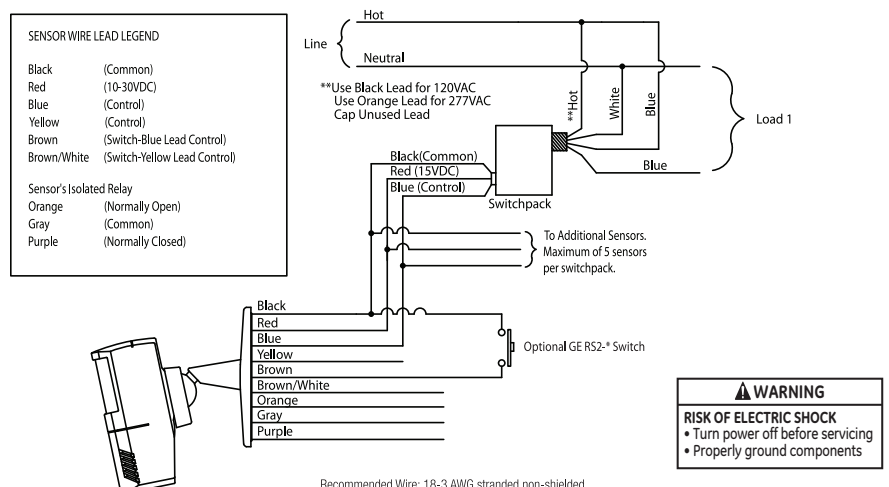 SENSOR WIRE LEAD LEGEND
Black (Common)
Red (10-30VDC)
Blue (Control)
Yellow (Control)
Brown (Switch-Blue Lead Control)
Brown/White (Switch-Yellow Lead Control)
Sensor's Isolated Relay
Orange (Normally Open)
Gray (Common)
Purple (Normally Closed)
Hot
Line
Neutral
**Use Black Lead for 120VAC
Use Orange Lead for 277VAC
Cap Unused Lead
**Hot
White
Blue
Load 1
Blue
Black(Common)
Red (15VDC)
Blue (Control)
Switchpack
To Additional Sensors.
Maximum of 5 sensors
per switchpack.
Black
Red
Blue
Yellow
Brown
Brown/White
Orange
Gray
Purple
Optional GE RS2-* Switch
WARNING
RISK OF ELECTRIC SHOCK
• Turn power off before servicing
• Properly ground components
Recommended Wire: 18-3 AWG stranded non-shielded